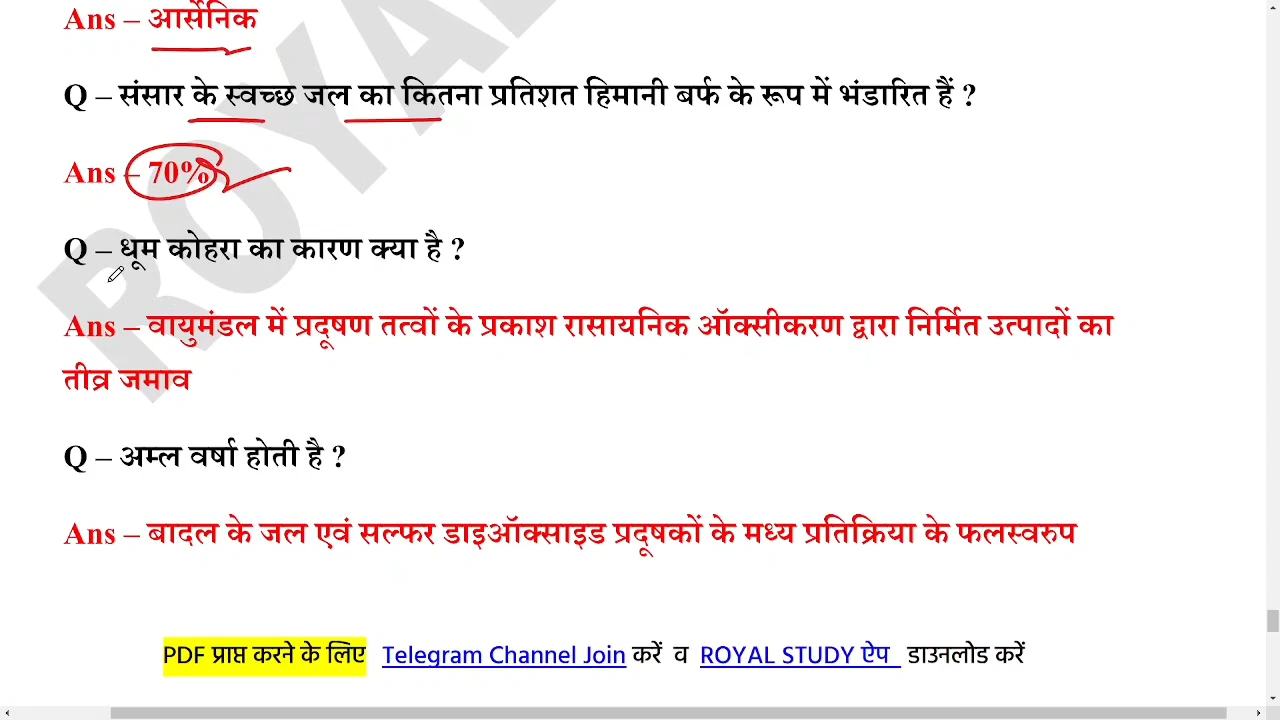 Ans – आर्सेनिक
Q – संसार के स्वच्छ जल का कितना प्रतिशत हिमानी बर्फ के रूप में भंडारित हैं ?
Ans – 70%
Q – धूम कोहरा का कारण क्या है ?
Ans – वायुमंडल में प्रदूषण तत्वों के प्रकाश रासायनिक ऑक्सीकरण द्वारा निर्मित उत्पादों का
तीव्र जमाव
Q – अम्ल वर्षा होती है ?
Ans – बादल के जल एवं सल्फर डाइऑक्साइड प्रदूषकों के मध्य प्रतिक्रिया के फलस्वरुप
PDF प्राप्त करने के लिए Telegram Channel Join करें व ROYAL STUDY ऐप डाउनलोड करें
ROYA